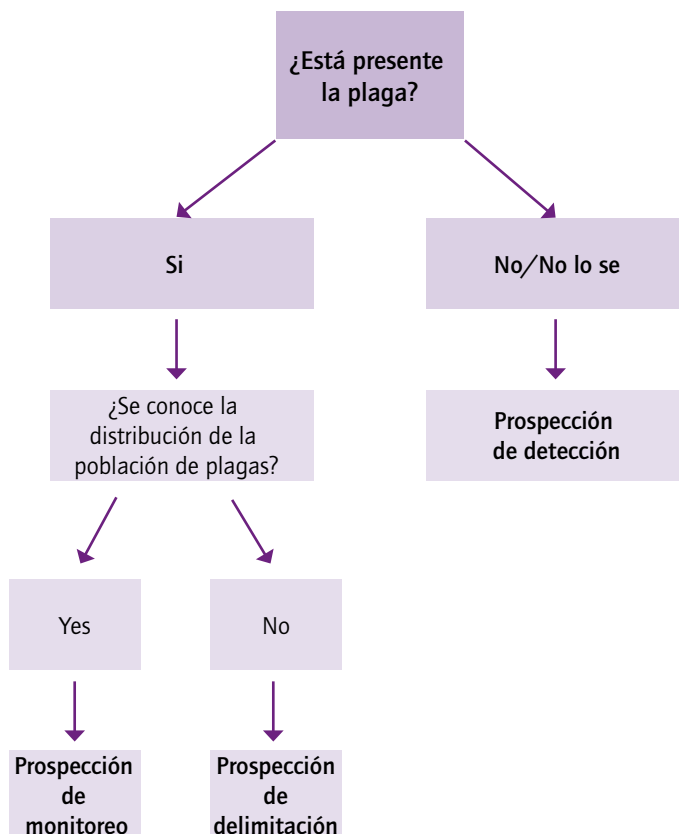 ¿Está presente
la plaga?
Si
No/No lo se
¿Se conoce la
distribución de la
población de plagas?
Prospección
de detección
Yes
No
Prospección
de
monitoreo
Prospección
de
delimitación